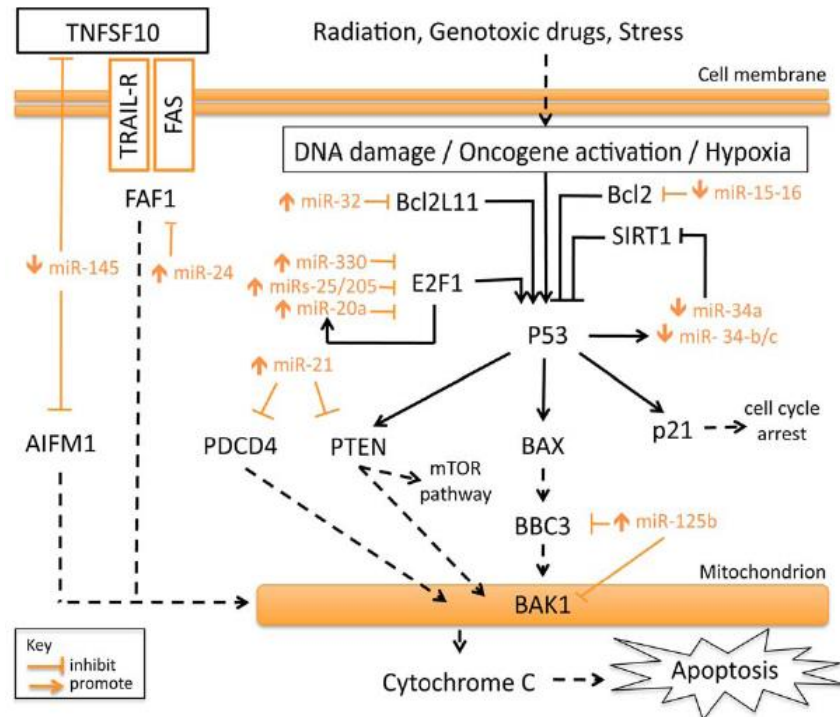 TNFSF10
Radiation, Genotoxic drugs, Stress
Cell membrane
TRAIL-R
FAS
DNA damage / Oncogene activation / Hypoxia
FAF1
miR-32
Bcl2L11
Bcl2
miR-15-16
SIRT1
miR-145
miR-24
miR-330
miRs-25/205
miR-20a
E2F1
miR-34a
miR- 34-b/c
P53
miR-21
AIFM1
PDCD4
PTEN
BAX
p21
cell cycle
arrest
mTOR
pathway
BBC3
miR-125b
Mitochondrion
BAK1
Key
inhibit
promote
Cytochrome C
Apoptosis